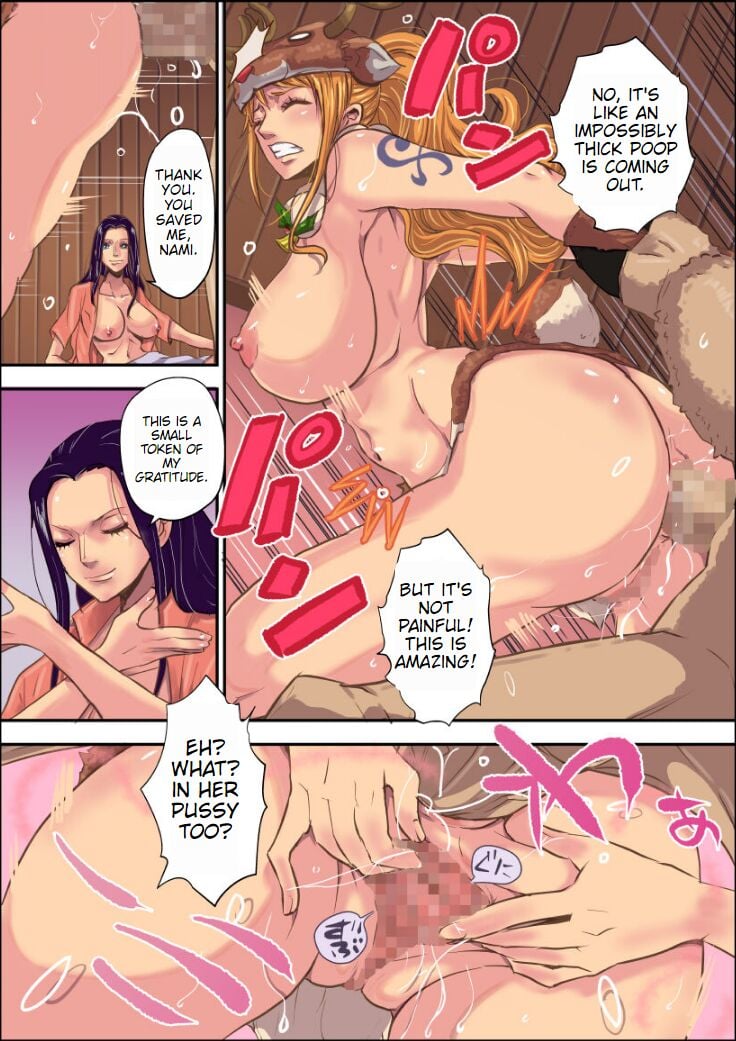 NO, IT'S
LIKE AN
IMPOSSIBLY
THICK POOP
IS COMING
OUT.
パン
THANK
YOU. YOU
SAVED ME,
NAMI.
THIS IS A
SMALL
TOKEN OF
MY
GRATITUDE.
パン
BUT IT'S
NOT
PAINFUL!
THIS IS
AMAZING!
EH?
WHAT?
IN HER
PUSSY
TOO?